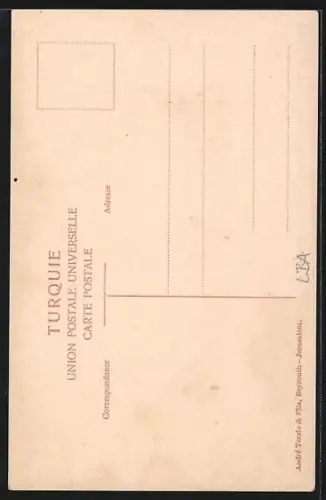 TURQUIE
UNION POSTALE UNIVERSELLE
CARTE POSTALE
Correspondance
Adresse
LBA
André Terzis & Fils, Beyrouth—Jerusalem.